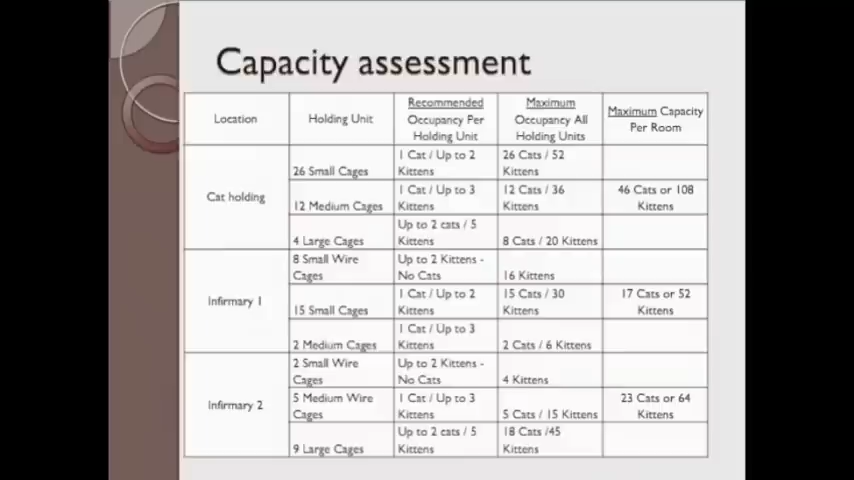 Capacity assessment
Location
Holding Unit
Recommended
Occupancy Per
Holding Unit
Maximum
Occupancy All
Holding Units
Maximum Capacity
Per Room
Cat holding
26 Small Cages
1 Cat / Up to 2
Kittens
26 Cats / 52
Kittens
12 Medium Cages
1 Cat / Up to 3
Kittens
12 Cats / 36
Kittens
46 Cats or 108
Kittens
4 Large Cages
Up to 2 cats / 5
Kittens
8 Cats / 20 Kittens
Infirmary 1
8 Small Wire
Cages
Up to 2 Kittens -
No Cats
16 Kittens
15 Small Cages
1 Cat / Up to 2
Kittens
15 Cats / 30
Kittens
17 Cats or 52
Kittens
2 Medium Cages
1 Cat / Up to 3
Kittens
2 Cats / 6 Kittens
Infirmary 2
2 Small Wire
Cages
Up to 2 Kittens -
No Cats
4 Kittens
5 Medium Wire
Cages
1 Cat / Up to 3
Kittens
5 Cats / 15 Kittens
23 Cats or 64
Kittens
9 Large Cages
Up to 2 cats / 5
Kittens
18 Cats /45
Kittens